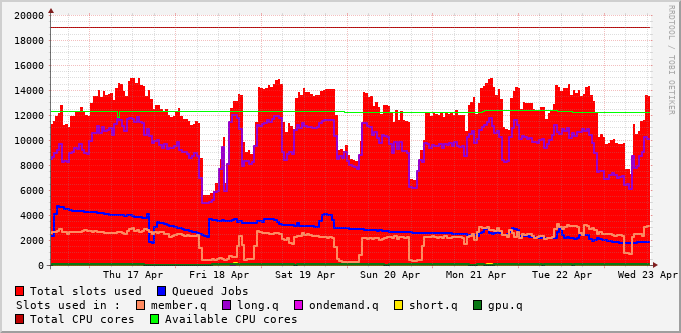 20000
18000
16000
14000
12000
10000
8000
6000
4000
2000
0
RRDTOOL / TOBI OETIKER
Thu 17 Apr Fri 18 Apr Sat 19 Apr Sun 20 Apr Mon 21 Apr Tue 22 Apr Wed 23 Apr
Total slots used Queued Jobs
Slots used in : member.q long.q ondemand.q short.q gpu.q
Total CPU cores Available CPU cores